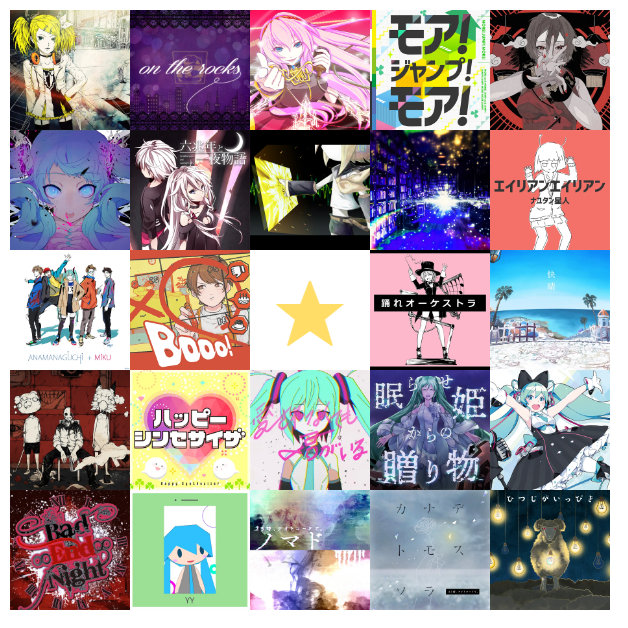 on the rocks
モア!
ジャンプ!
モア!
六兆年と
一夜物語
エイリアンエイリアン
ナユタン星人
ANAMANAGUCHI + MIKU
BOOO!
踊れオーケストラ
快晴
ハッピー
シンセサイザ
Happy Synthesizer
眠らせ姫
からの
贈り物
Bad
End
Night
ノマド
カナデ
トモス
ソラ
ひつじがいっぴき